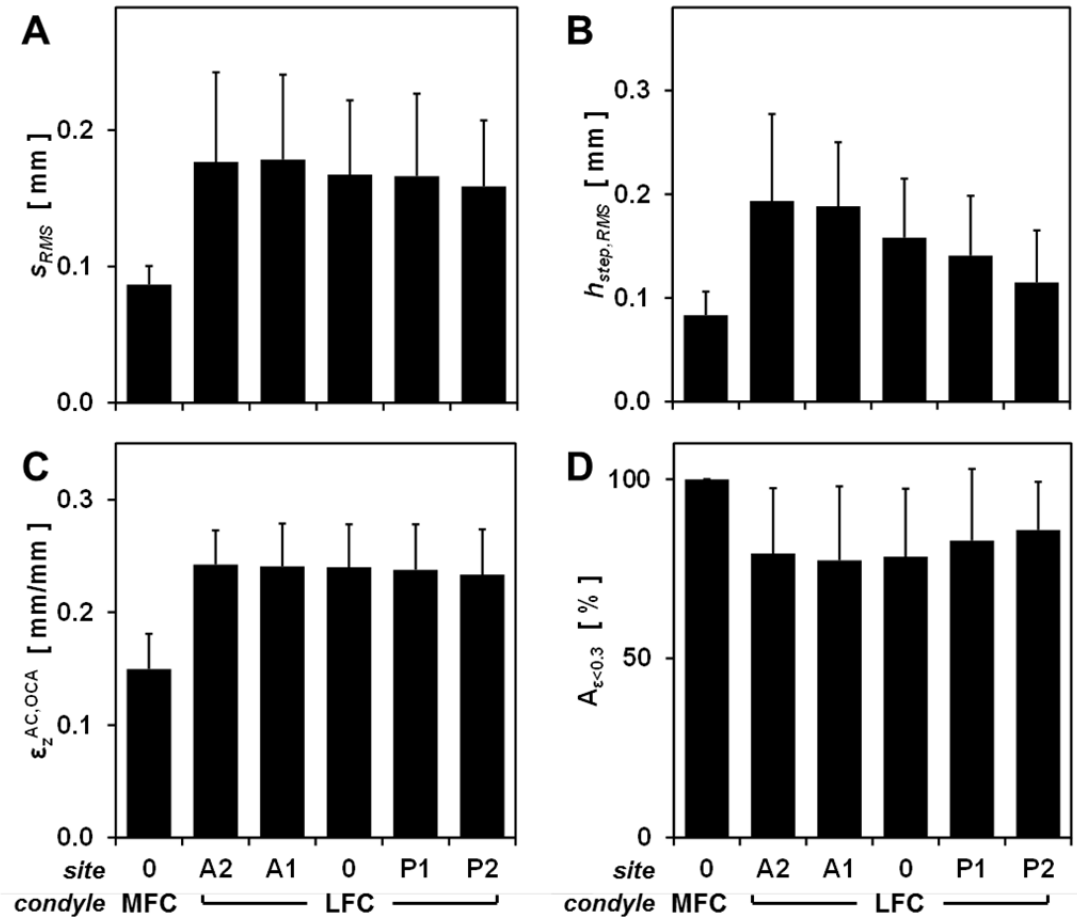 A
B
s_RMS [ mm ]
0.2
0.1
0.0
h_step,RMS [ mm ]
0.3
0.2
0.1
0.0
C
D
ε_z^AC,OCA [ mm/mm ]
0.3
0.2
0.1
0.0
A_ε<0.3 [ % ]
100
50
0
site 0 A2 A1 0 P1 P2
condyle MFC LFC
0 A2 A1 0 P1 P2 site
MFC LFC condyle